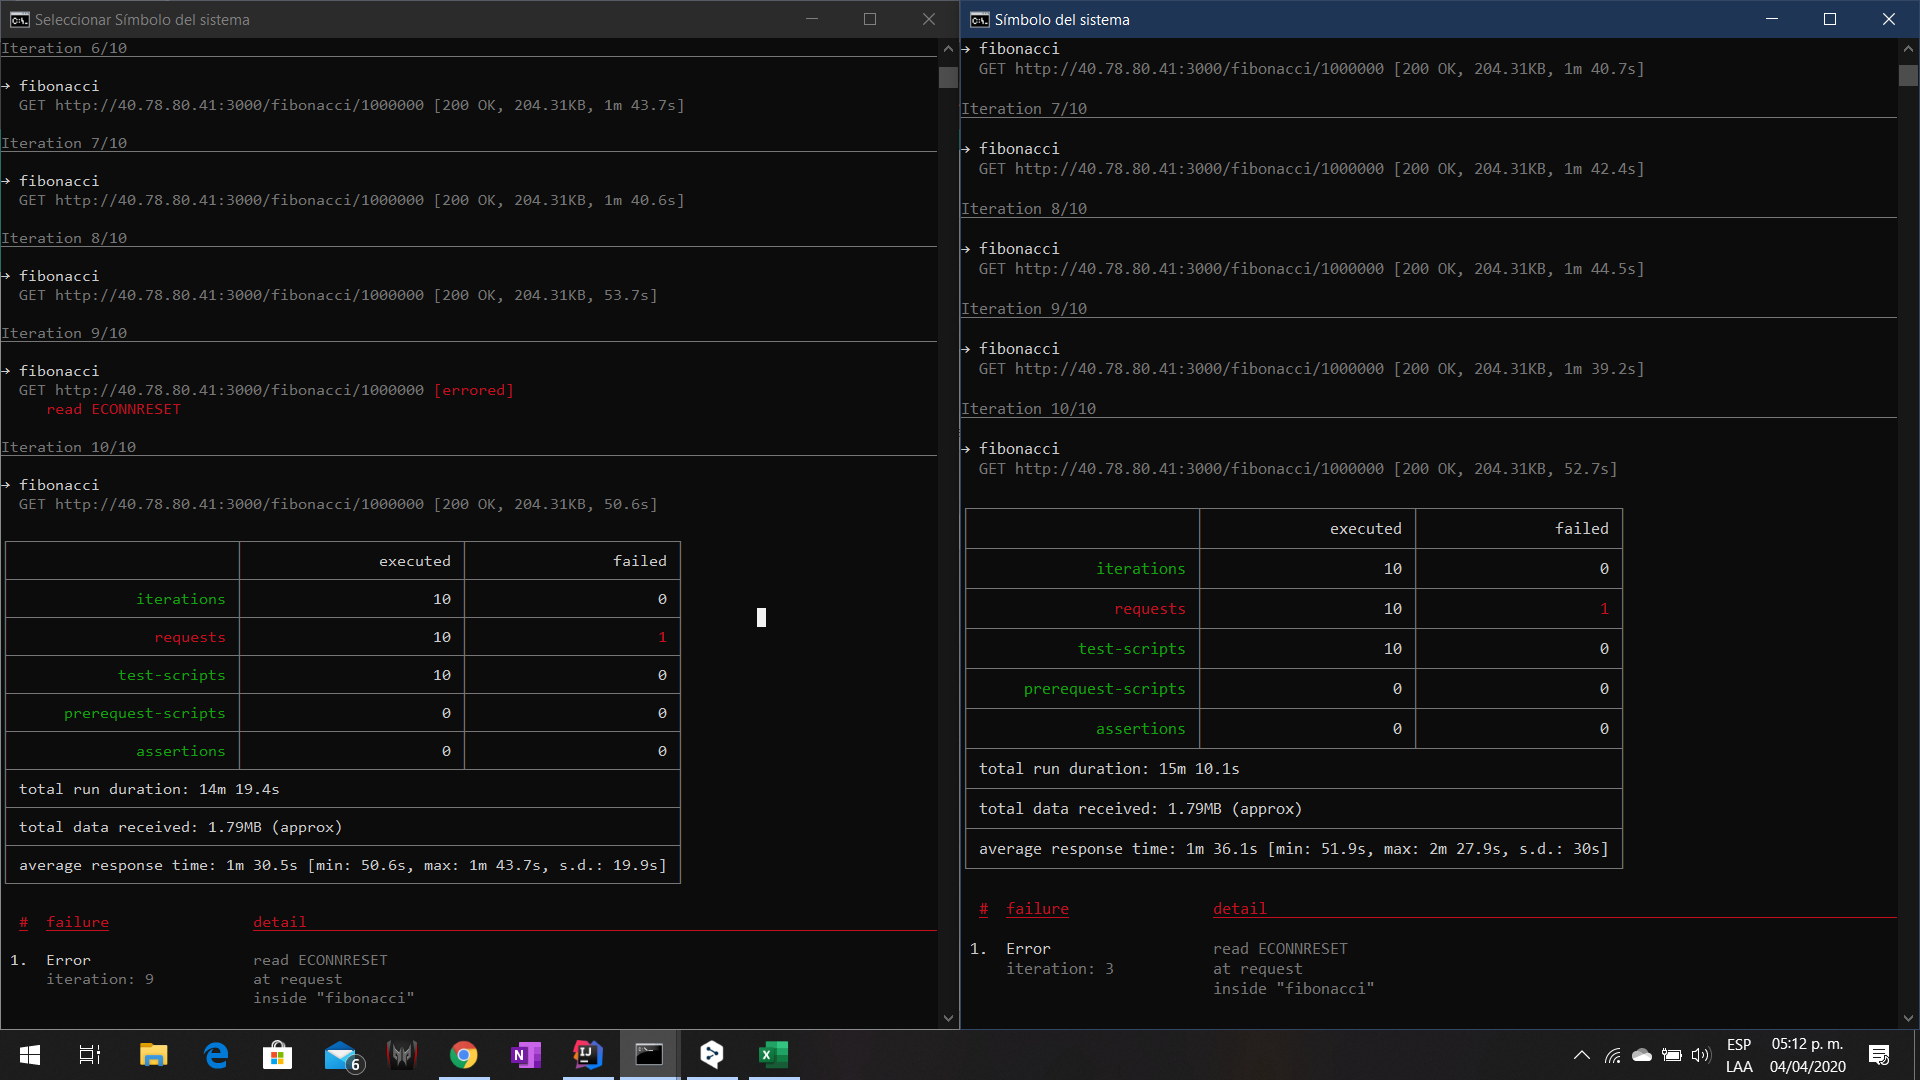 Seleccionar Símbolo del sistema
Iteration 6/10
→ fibonacci
GET http://40.78.80.41:3000/fibonacci/1000000 [200 OK, 204.31KB, 1m 43.7s]
Iteration 7/10
→ fibonacci
GET http://40.78.80.41:3000/fibonacci/1000000 [200 OK, 204.31KB, 1m 40.6s]
Iteration 8/10
→ fibonacci
GET http://40.78.80.41:3000/fibonacci/1000000 [200 OK, 204.31KB, 53.7s]
Iteration 9/10
→ fibonacci
GET http://40.78.80.41:3000/fibonacci/1000000 [errored]
read ECONNRESET
Iteration 10/10
→ fibonacci
GET http://40.78.80.41:3000/fibonacci/1000000 [200 OK, 204.31KB, 50.6s]
executed failed
iterations 10 0
requests 10 1
test-scripts 10 0
prerequest-scripts 0 0
assertions 0 0
total run duration: 14m 19.4s
total data received: 1.79MB (approx)
average response time: 1m 30.5s [min: 50.6s, max: 1m 43.7s, s.d.: 19.9s]
# failure detail
1. Error read ECONNRESET
iteration: 9 at request
inside "fibonacci"
Símbolo del sistema
→ fibonacci
GET http://40.78.80.41:3000/fibonacci/1000000 [200 OK, 204.31KB, 1m 40.7s]
Iteration 7/10
→ fibonacci
GET http://40.78.80.41:3000/fibonacci/1000000 [200 OK, 204.31KB, 1m 42.4s]
Iteration 8/10
→ fibonacci
GET http://40.78.80.41:3000/fibonacci/1000000 [200 OK, 204.31KB, 1m 44.5s]
Iteration 9/10
→ fibonacci
GET http://40.78.80.41:3000/fibonacci/1000000 [200 OK, 204.31KB, 1m 39.2s]
Iteration 10/10
→ fibonacci
GET http://40.78.80.41:3000/fibonacci/1000000 [200 OK, 204.31KB, 52.7s]
executed failed
iterations 10 0
requests 10 1
test-scripts 10 0
prerequest-scripts 0 0
assertions 0 0
total run duration: 15m 10.1s
total data received: 1.79MB (approx)
average response time: 1m 36.1s [min: 51.9s, max: 2m 27.9s, s.d.: 30s]
# failure detail
1. Error read ECONNRESET
iteration: 3 at request
inside "fibonacci"
6
N
IJ
X
ESP
LAA
05:12 p. m.
04/04/2020